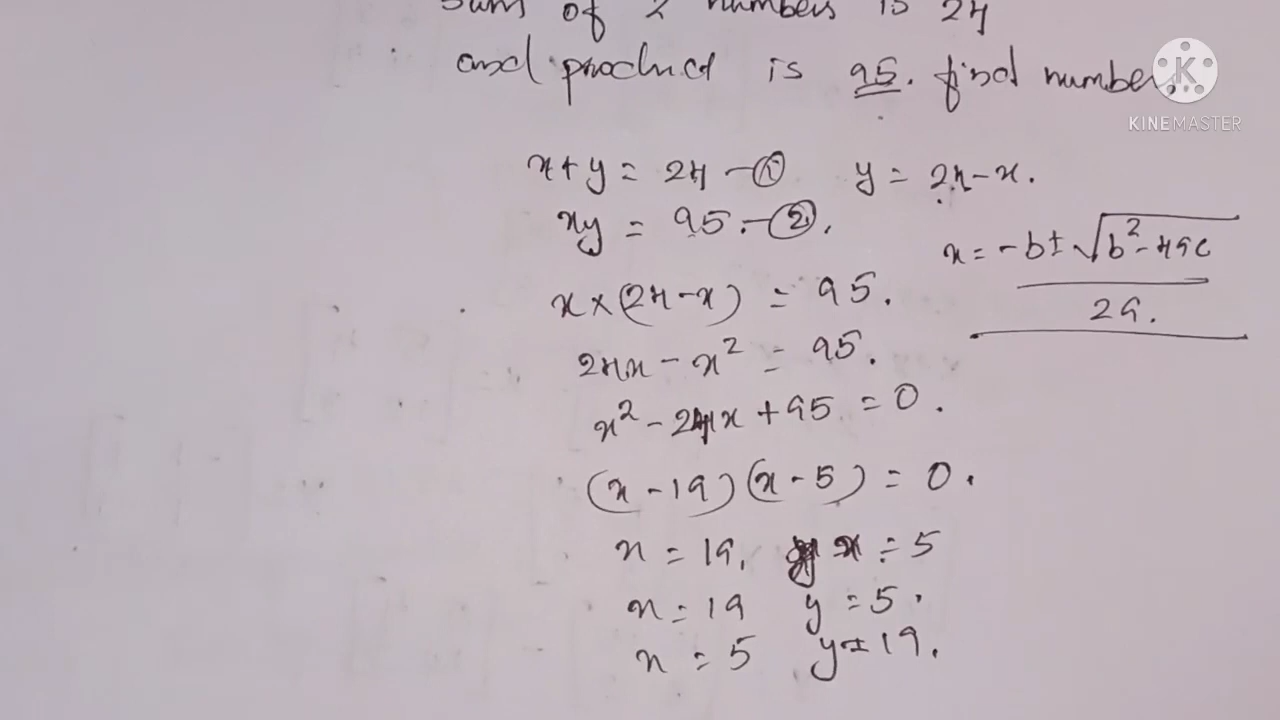 Sum of 2 numbers is 24
and product is 95. find numbers,
K
KINEMASTER
x+y = 24 -① y = 24-x.
xy = 95. -②.
x = -b± √b²-4ac
2a.
x×(24-x) = 95.
24x - x² = 95.
x² - 24x + 95 = 0.
(x - 19)(x - 5) = 0.
x = 19, x = 5
x = 19 y = 5.
x = 5 y = 19.